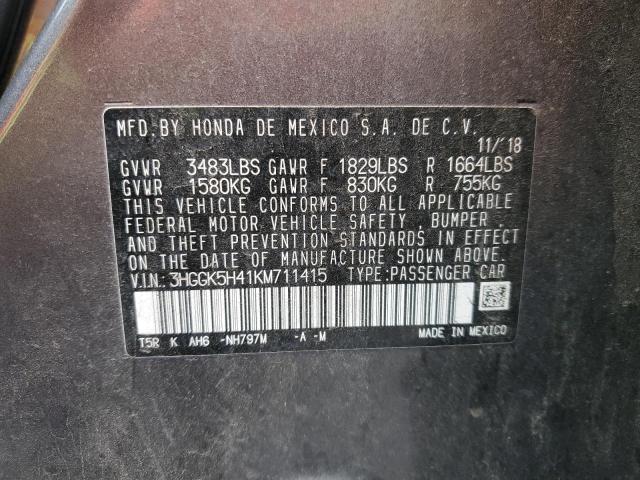 MFD. BY HONDA DE MEXICO S.A. DE C.V.
11/'18
GVWR 3483LBS GAWR F 1829LBS R 1664LBS
GVWR 1580KG GAWR F 830KG R 755KG
THIS VEHICLE CONFORMS TO ALL APPLICABLE
FEDERAL MOTOR VEHICLE SAFETY, BUMPER,
AND THEFT PREVENTION STANDARDS IN EFFECT
ON THE DATE OF MANUFACTURE SHOWN ABOVE.
V.I.N.: 3HGGK5H41KM711415 TYPE:PASSENGER CAR
T5R K AH6 -NH797M -A -M
MADE IN MEXICO